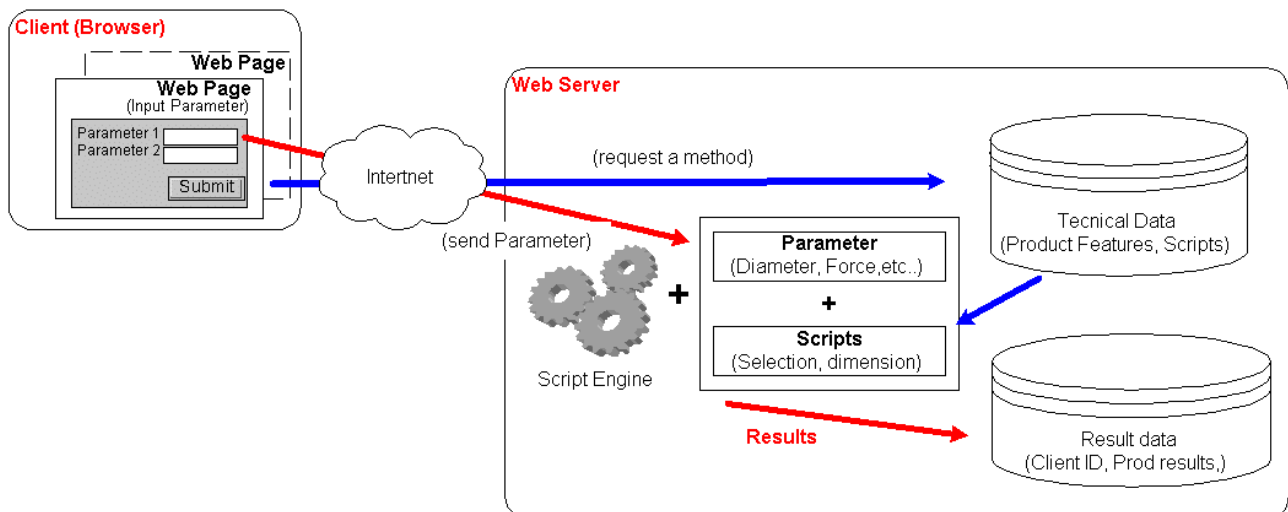 Client (Browser)
Web Page
Web Page
(Input Parameter)
Parameter 1
Parameter 2
Submit
Intertnet
Web Server
(request a method)
(send Parameter)
Script Engine
+
Parameter
(Diameter, Force,etc..)
+
Scripts
(Selection, dimension)
Tecnical Data
(Product Features, Scripts)
Results
Result data
(Client ID, Prod results,)